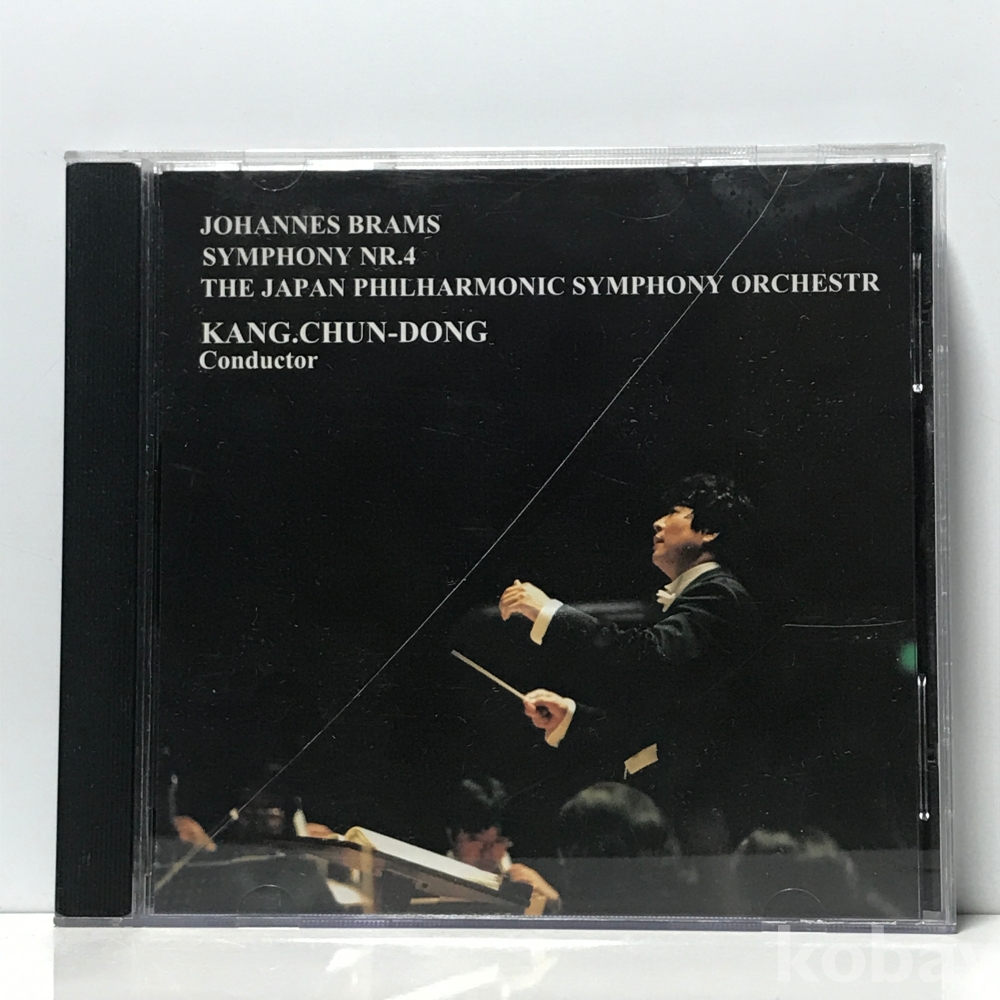 JOHANNES BRAMS
SYMPHONY NR.4
THE JAPAN PHILHARMONIC SYMPHONY ORCHESTR
KANG.CHUN-DONG
Conductor